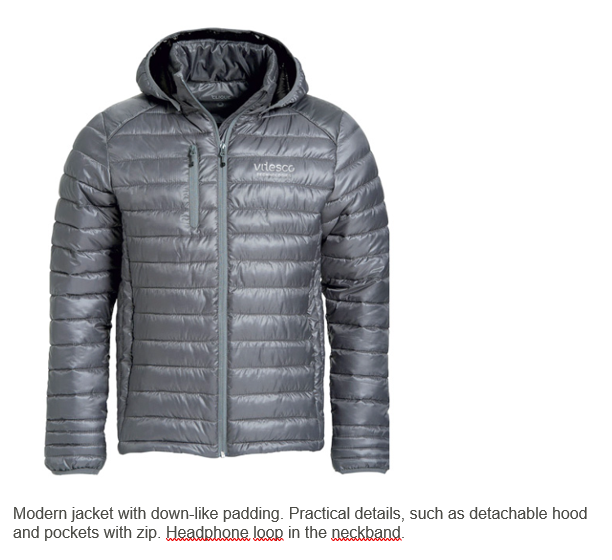 vitesco
Modern jacket with down-like padding. Practical details, such as detachable hood
and pockets with zip. Headphone loop in the neckband.